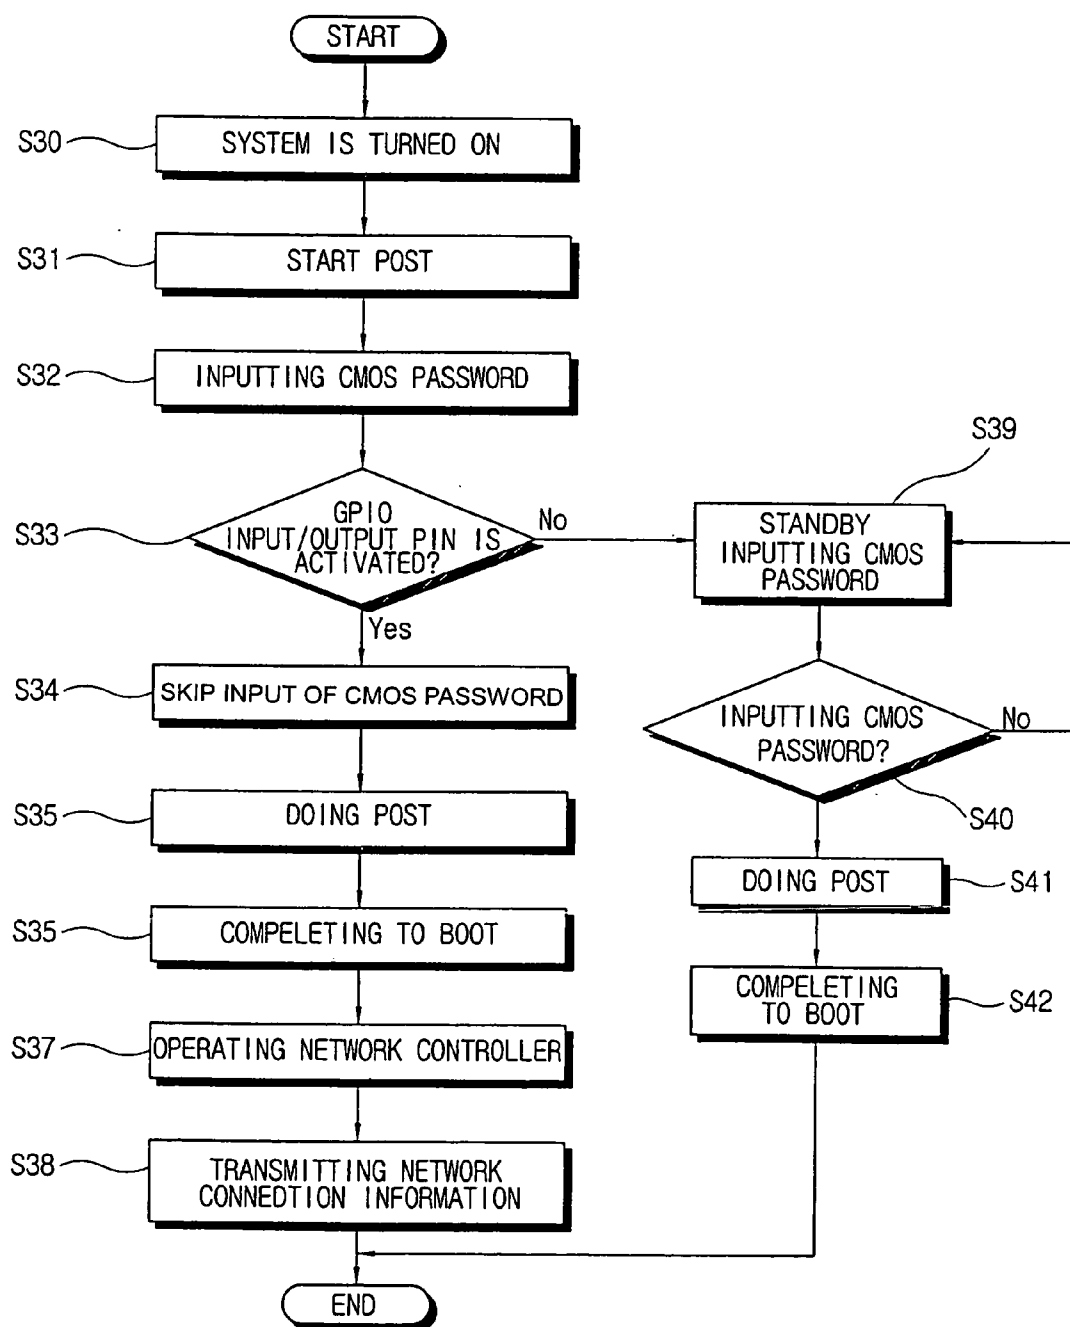 START
S30
SYSTEM IS TURNED ON
S31
START POST
S32
INPUTTING CMOS PASSWORD
S33
GPIO
INPUT/OUTPUT PIN IS
ACTIVATED?
No
Yes
S34
SKIP INPUT OF CMOS PASSWORD
S35
DOING POST
S35
COMPELETING TO BOOT
S37
OPERATING NETWORK CONTROLLER
S38
TRANSMITTING NETWORK
CONNEDTION INFORMATION
END
S39
STANDBY
INPUTTING CMOS
PASSWORD
INPUTTING CMOS
PASSWORD?
No
S40
DOING POST
S41
COMPELETING
TO BOOT
S42